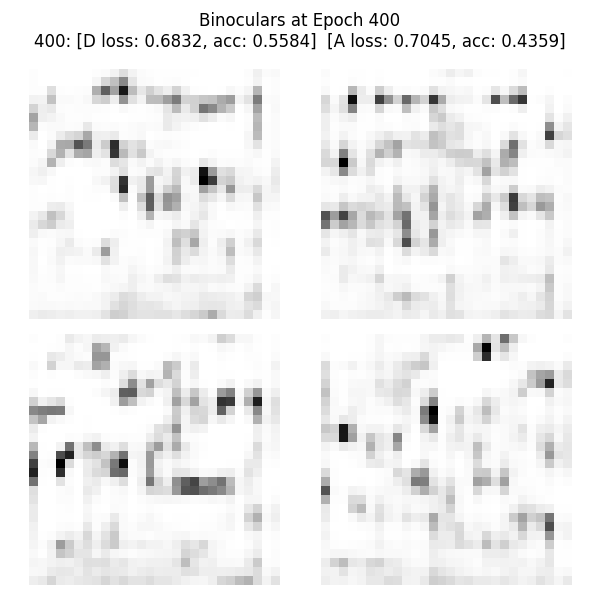 Binoculars at Epoch 400
400: [D loss: 0.6832, acc: 0.5584]  [A loss: 0.7045, acc: 0.4359]